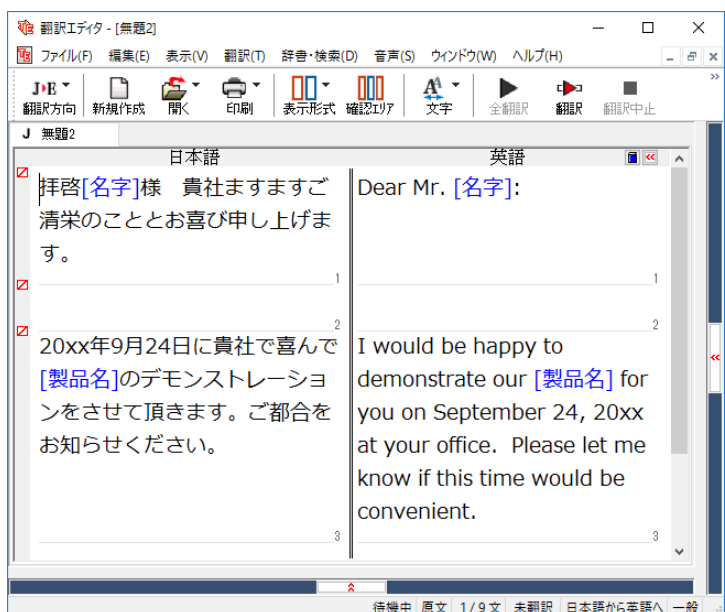 翻訳エディタ - [無題2]
ファイル(F) 編集(E) 表示(V) 翻訳(T) 辞書・検索(D) 音声(S) ウィンドウ(W) ヘルプ(H)
J▸E
翻訳方向 新規作成 開く 印刷 表示形式 確認エリア 文字 全翻訳 翻訳 翻訳中止
J 無題2
日本語 英語
拝啓[名字]様　貴社ますますご
清栄のこととお喜び申し上げま
す。
Dear Mr. [名字]:
1 1
2 2
20xx年9月24日に貴社で喜んで
[製品名]のデモンストレーショ
ンをさせて頂きます。ご都合を
お知らせください。
I would be happy to
demonstrate our [製品名] for
you on September 24, 20xx
at your office.  Please let me
know if this time would be
convenient.
3 3
待機中 原文 1/9文 未翻訳 日本語から英語へ 一般